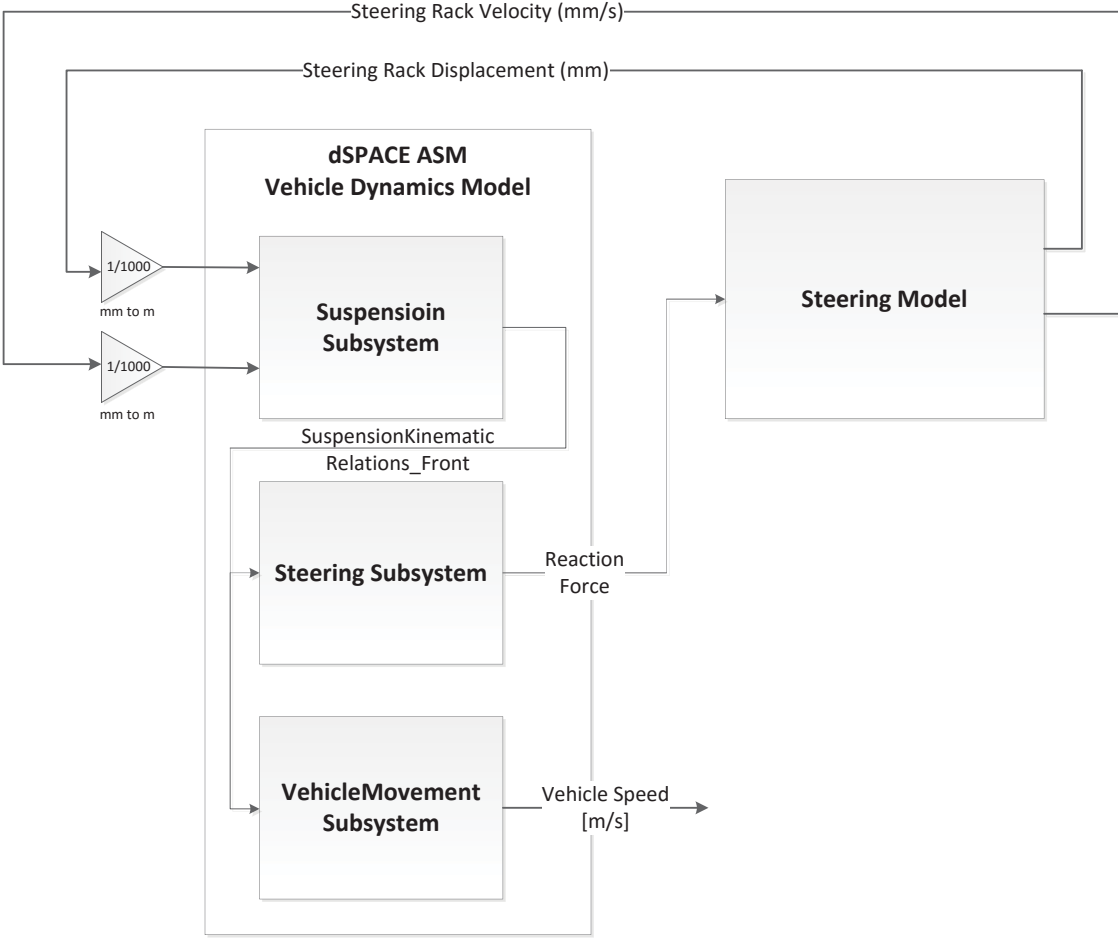 Steering Rack Velocity (mm/s)
Steering Rack Displacement (mm)
dSPACE ASM
Vehicle Dynamics Model
1/1000
mm to m
1/1000
mm to m
Suspensioin
Subsystem
Steering Model
SuspensionKinematic
Relations_Front
Steering Subsystem
Reaction
Force
VehicleMovement
Subsystem
Vehicle Speed
[m/s]